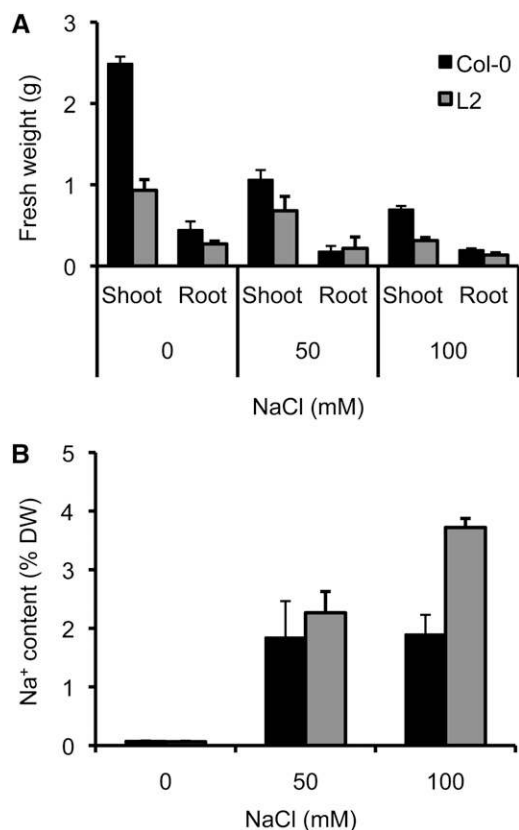 A
3
2
1
0
Fresh weight (g)
Col-0
L2
Shoot Root Shoot Root Shoot Root
0 50 100
NaCl (mM)
B
5
4
3
2
1
0
Na⁺ content (% DW)
0 50 100
NaCl (mM)